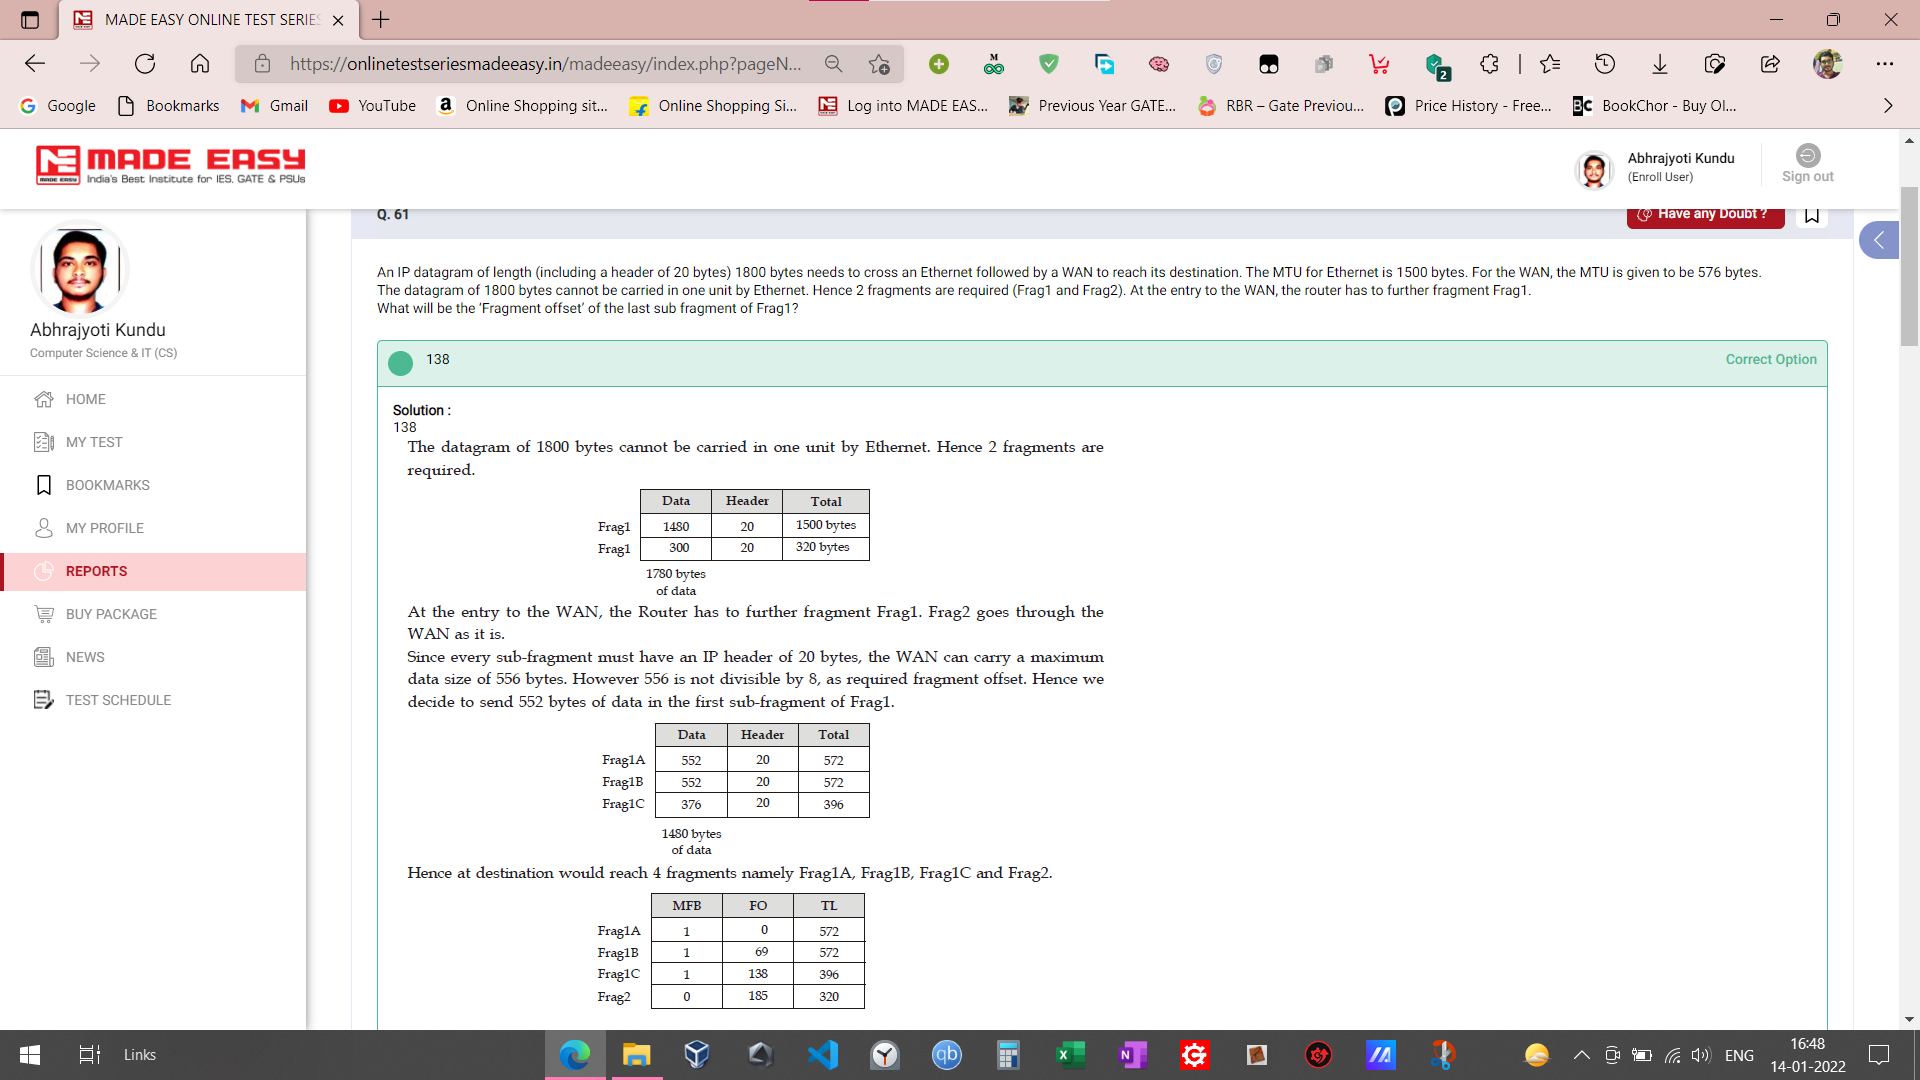 MADE EASY ONLINE TEST SERIES
https://onlinetestseriesmadeeasy.in/madeeasy/index.php?pageN...
2
Google
Bookmarks
Gmail
YouTube
Online Shopping sit...
Online Shopping Si...
Log into MADE EAS...
Previous Year GATE...
RBR – Gate Previou...
Price History - Free...
BookChor - Buy Ol...
MADE EASY
India's Best Institute for IES, GATE & PSUs
Abhrajyoti Kundu
(Enroll User)
Sign out
Abhrajyoti Kundu
Computer Science & IT (CS)
HOME
MY TEST
BOOKMARKS
MY PROFILE
REPORTS
BUY PACKAGE
NEWS
TEST SCHEDULE
Q. 61
Have any Doubt ?
An IP datagram of length (including a header of 20 bytes) 1800 bytes needs to cross an Ethernet followed by a WAN to reach its destination. The MTU for Ethernet is 1500 bytes. For the WAN, the MTU is given to be 576 bytes.
The datagram of 1800 bytes cannot be carried in one unit by Ethernet. Hence 2 fragments are required (Frag1 and Frag2). At the entry to the WAN, the router has to further fragment Frag1.
What will be the 'Fragment offset' of the last sub fragment of Frag1?
138
Correct Option
Solution :
138
The datagram of 1800 bytes cannot be carried in one unit by Ethernet. Hence 2 fragments are
required.
Data Header Total
Frag1 1480 20 1500 bytes
Frag1 300 20 320 bytes
1780 bytes
of data
At the entry to the WAN, the Router has to further fragment Frag1. Frag2 goes through the
WAN as it is.
Since every sub-fragment must have an IP header of 20 bytes, the WAN can carry a maximum
data size of 556 bytes. However 556 is not divisible by 8, as required fragment offset. Hence we
decide to send 552 bytes of data in the first sub-fragment of Frag1.
Data Header Total
Frag1A 552 20 572
Frag1B 552 20 572
Frag1C 376 20 396
1480 bytes
of data
Hence at destination would reach 4 fragments namely Frag1A, Frag1B, Frag1C and Frag2.
MFB FO TL
Frag1A 1 0 572
Frag1B 1 69 572
Frag1C 1 138 396
Frag2 0 185 320
Links
ENG
16:48
14-01-2022